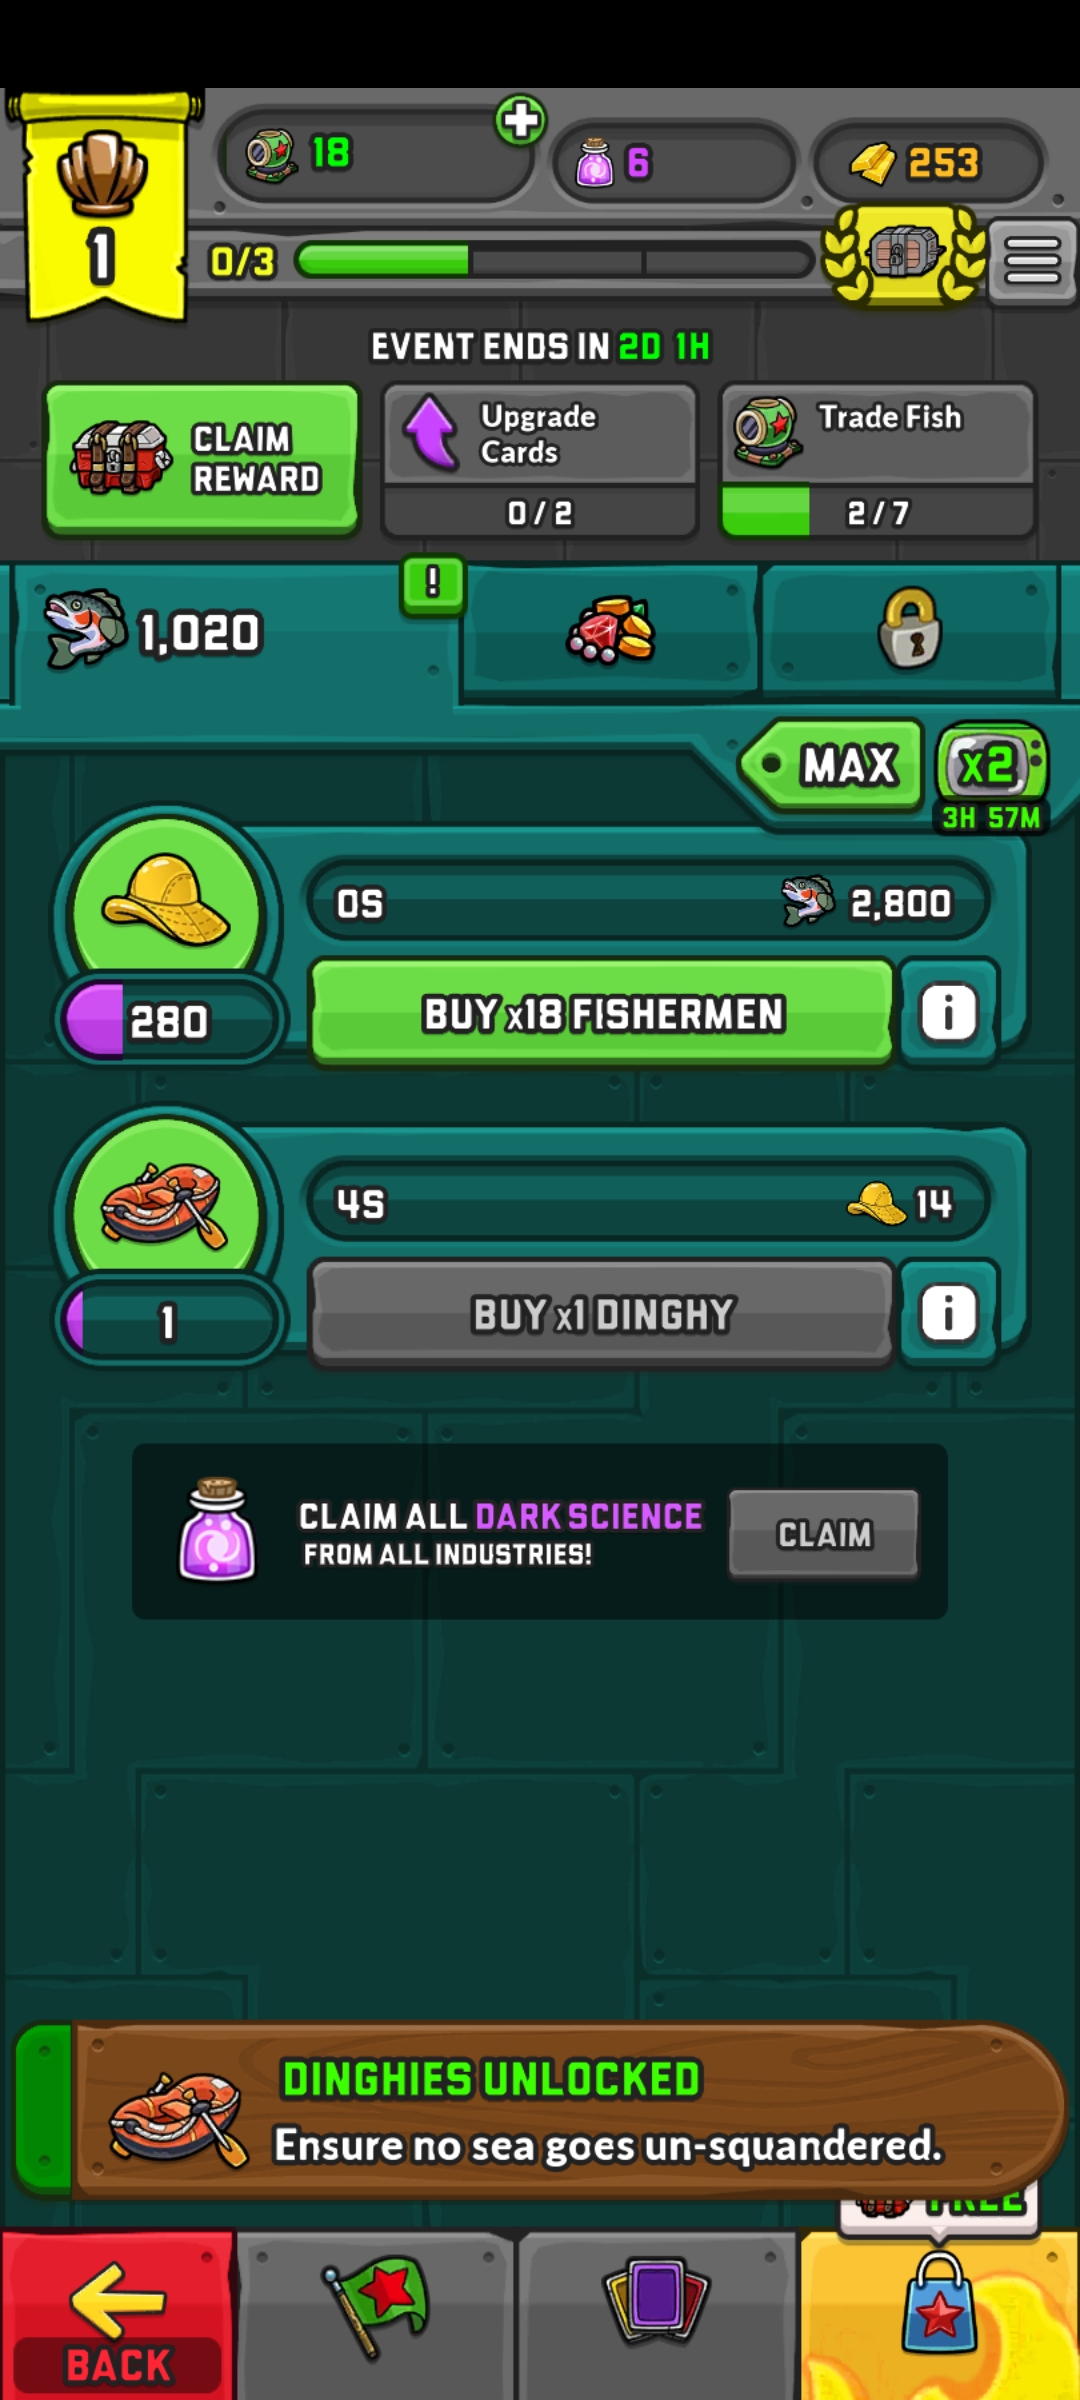 18
6
253
1
0/3
EVENT ENDS IN 2D 1H
CLAIM
REWARD
Upgrade
Cards
0/2
Trade Fish
2/7
1,020
!
MAX
x2
3H 57M
0S
2,800
280
BUY x18 FISHERMEN
i
4S
14
1
BUY x1 DINGHY
i
CLAIM ALL DARK SCIENCE
FROM ALL INDUSTRIES!
CLAIM
DINGHIES UNLOCKED
Ensure no sea goes un-squandered.
FREE
BACK